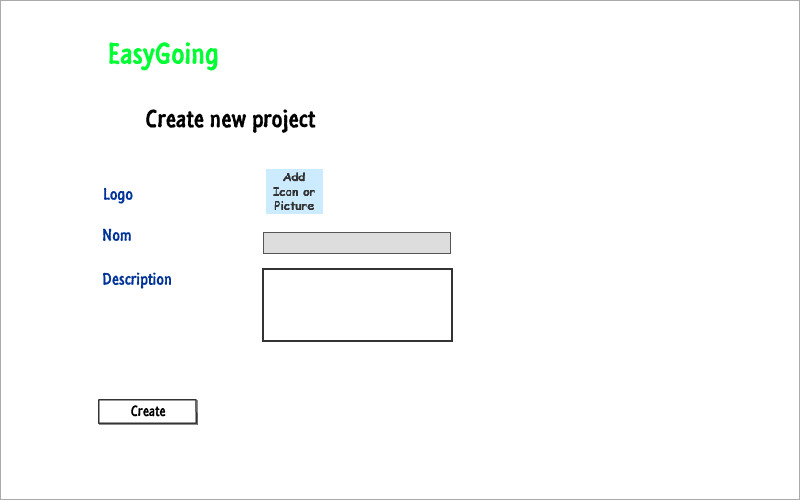 EasyGoing
Create new project
Logo
Add
Icon or
Picture
Nom
Description
Create